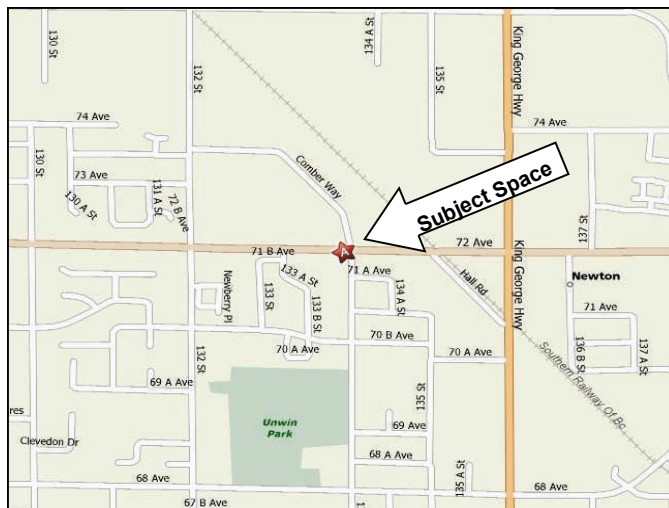 130 St
132 St
134 A St
135 St
King George Hwy
74 Ave
74 Ave
130 St
73 Ave
130 A St
131 A St
72 B Ave
Comber Way
Subject Space
137 St
A
71 B Ave
72 Ave
King George Hwy
Newton
71 A Ave
133 A St
133 St
133 B St
134 A St
Hall Rd
Newberry Pl
71 Ave
70 B Ave
70 A Ave
70 A Ave
136 B St
137 A St
Southern Railway Of Bc
132 St
69 A Ave
135 St
Unwin
Park
69 Ave
res
Clevedon Dr
68 A Ave
135 A St
68 Ave
68 Ave
67 B Ave